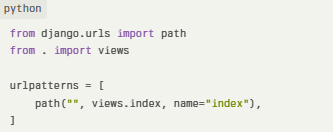 python
from django.urls import path
from . import views
urlpatterns = [
    path("", views.index, name="index"),
]